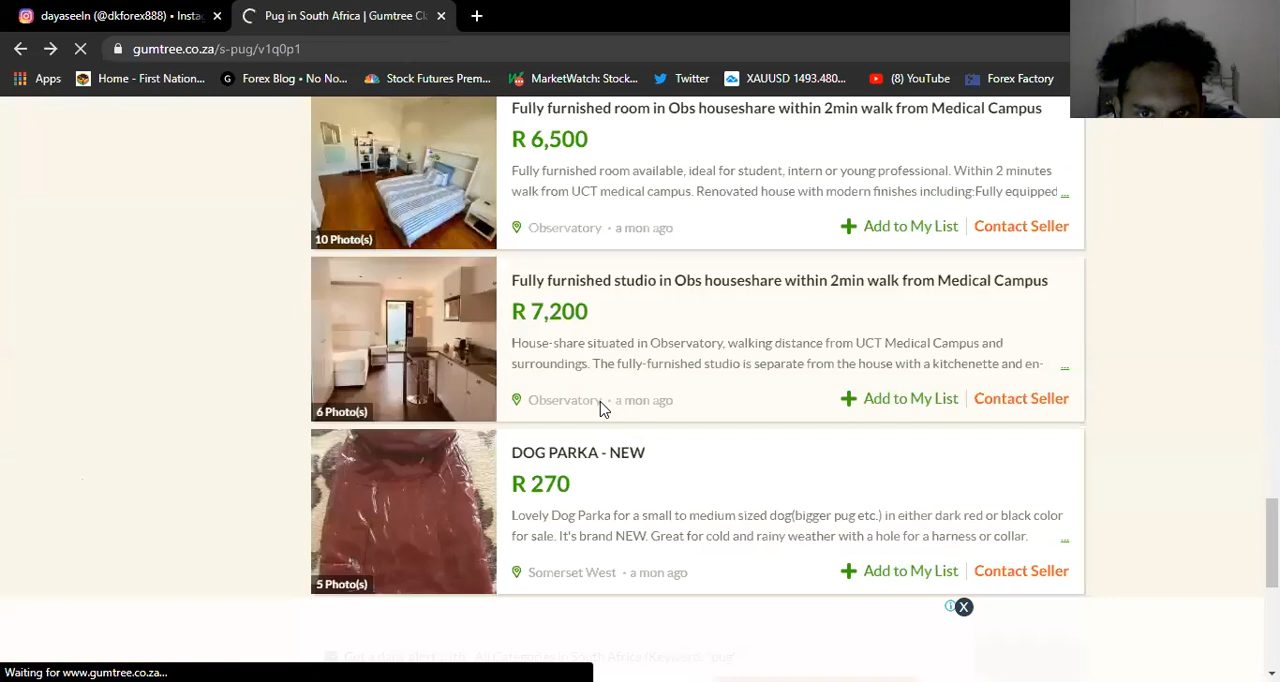 dayaseeln (@dkforex888) • Insta
Pug in South Africa | Gumtree Cl
gumtree.co.za/s-pug/v1q0p1
Apps
Home - First Nation...
Forex Blog • No No...
Stock Futures Prem...
MarketWatch: Stock...
Twitter
XAUUSD 1493.480...
(8) YouTube
Forex Factory
Fully furnished room in Obs houseshare within 2min walk from Medical Campus
R 6,500
Fully furnished room available, ideal for student, intern or young professional. Within 2 minutes
walk from UCT medical campus. Renovated house with modern finishes including:Fully equipped ...
10 Photo(s)
Observatory • a mon ago
Add to My List
Contact Seller
Fully furnished studio in Obs houseshare within 2min walk from Medical Campus
R 7,200
House-share situated in Observatory, walking distance from UCT Medical Campus and
surroundings. The fully-furnished studio is separate from the house with a kitchenette and en- ...
6 Photo(s)
Observatory • a mon ago
Add to My List
Contact Seller
DOG PARKA - NEW
R 270
Lovely Dog Parka for a small to medium sized dog(bigger pug etc.) in either dark red or black color
for sale. It's brand NEW. Great for cold and rainy weather with a hole for a harness or collar. ...
5 Photo(s)
Somerset West • a mon ago
Add to My List
Contact Seller
All Categories in South Africa (Keyword: "pug"
Waiting for www.gumtree.co.za...